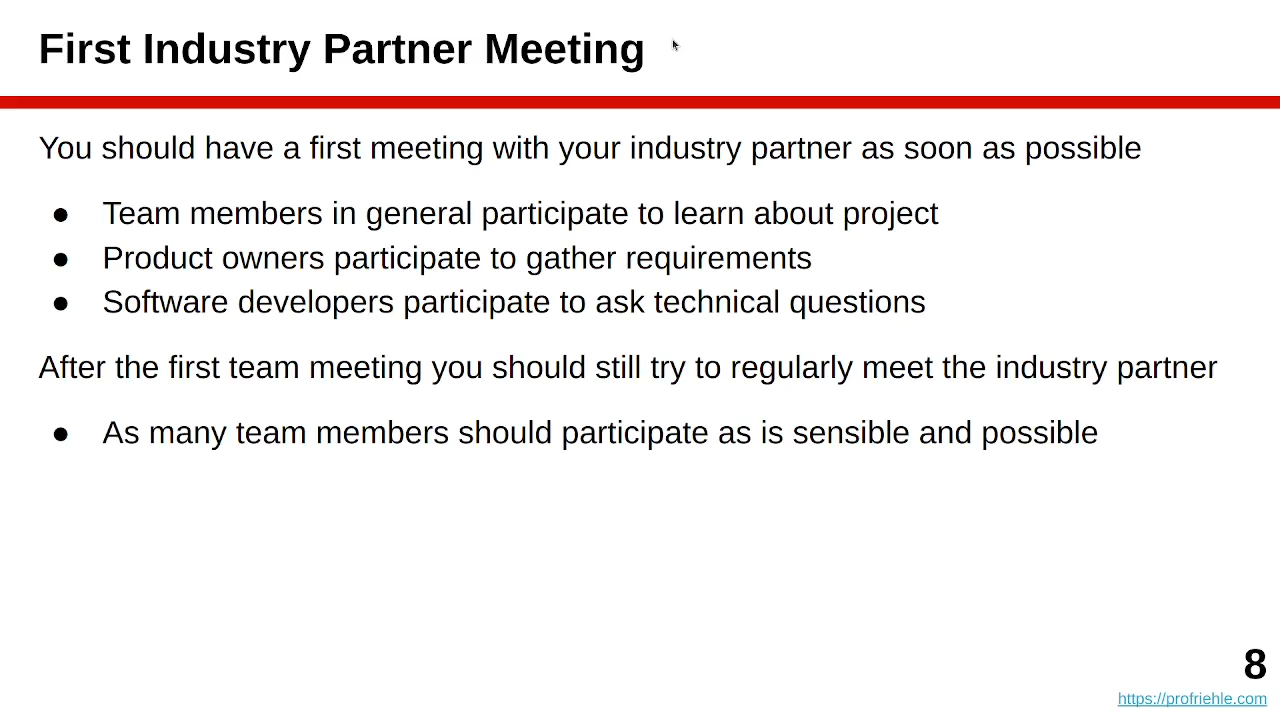 First Industry Partner Meeting
You should have a first meeting with your industry partner as soon as possible
● Team members in general participate to learn about project
● Product owners participate to gather requirements
● Software developers participate to ask technical questions
After the first team meeting you should still try to regularly meet the industry partner
● As many team members should participate as is sensible and possible
8
https://profriehle.com